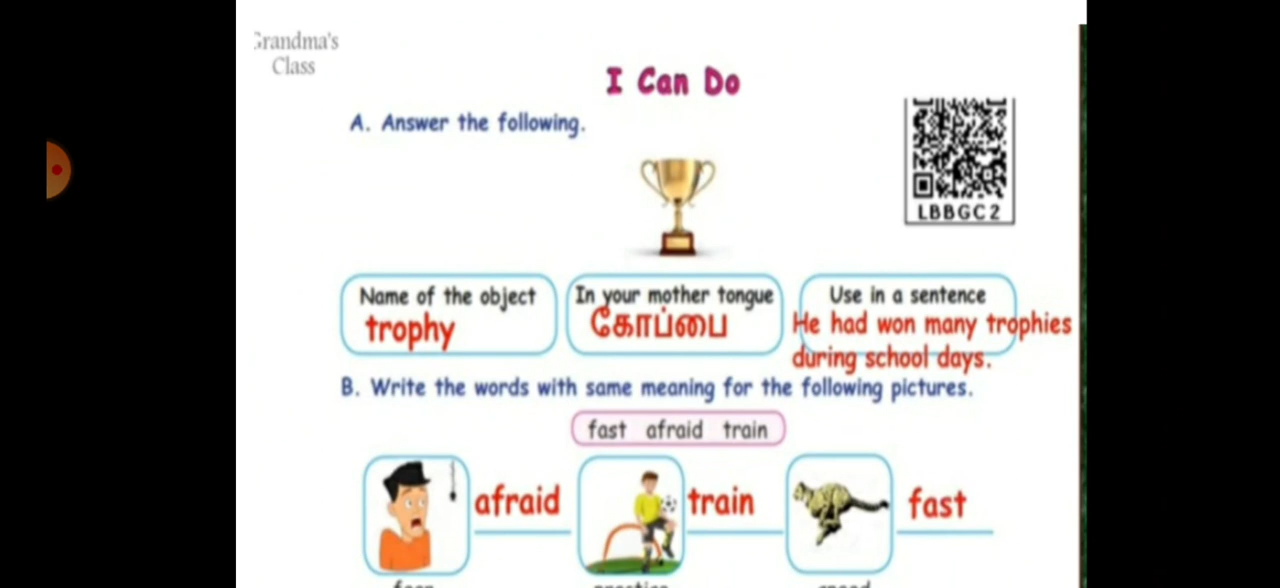 Grandma's
Class
I Can Do
A. Answer the following.
LBBGC2
Name of the object
trophy
In your mother tongue
கோப்பை
Use in a sentence
He had won many trophies
during school days.
B. Write the words with same meaning for the following pictures.
fast afraid train
afraid
train
fast